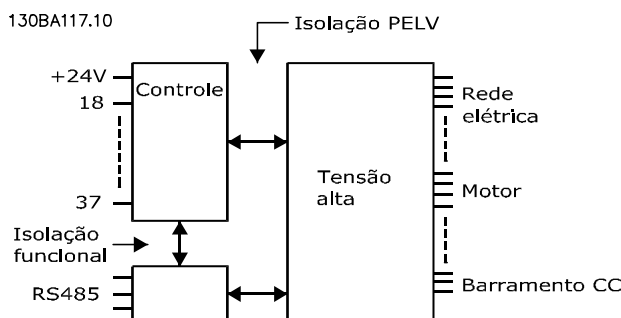 130BA117.10
Isolação PELV
+24V
18
37
Controle
Tensão
alta
Rede
elétrica
Motor
Isolação
funcional
RS485
Barramento CC